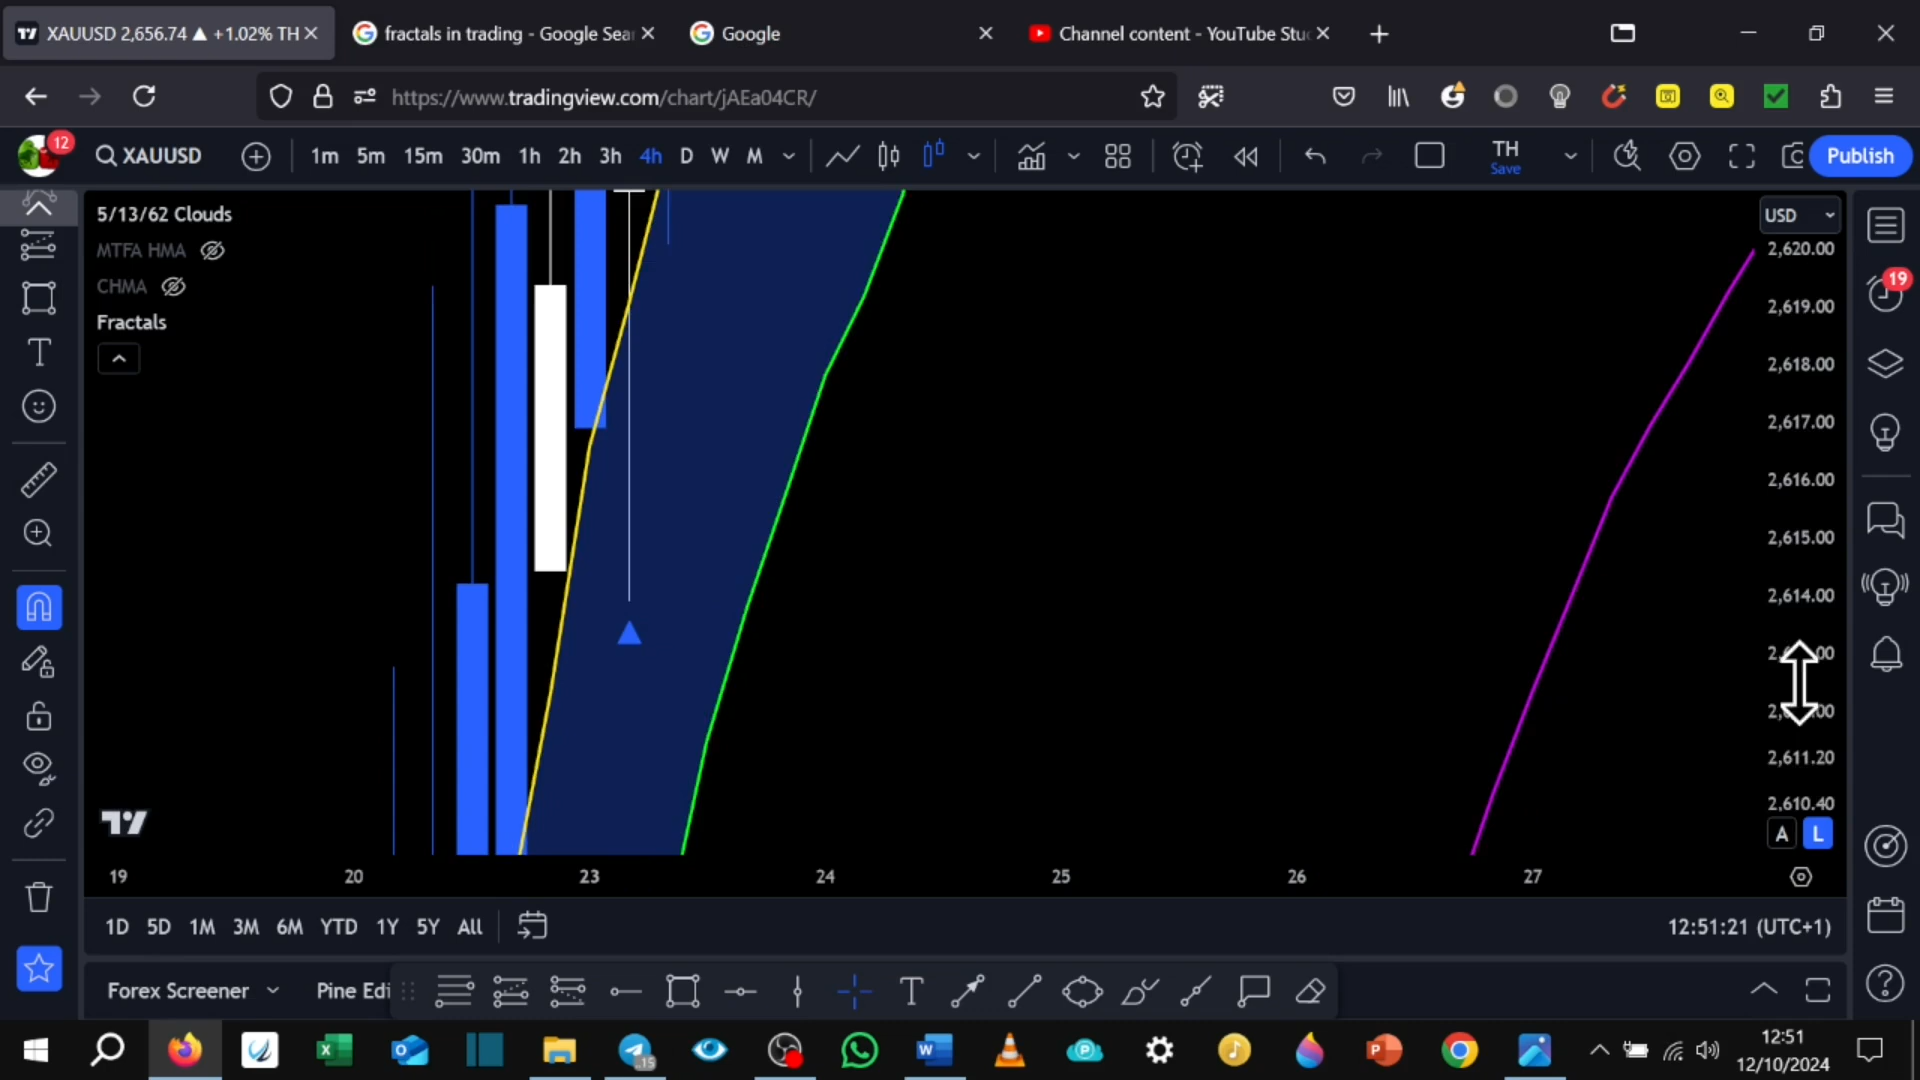 XAUUSD 2,656.74 ▲ +1.02% TH
fractals in trading - Google Sea
Google
Channel content - YouTube Stu
https://www.tradingview.com/chart/jAEa04CR/
12
XAUUSD
1m 5m 15m 30m 1h 2h 3h 4h D W M
TH
Save
Publish
5/13/62 Clouds
MTFA HMA
CHMA
Fractals
USD
2,620.00
2,619.00
2,618.00
2,617.00
2,616.00
2,615.00
2,614.00
2,611.20
2,610.40
A L
19
19 20 23 24 25 26 27
1D 5D 1M 3M 6M YTD 1Y 5Y All
12:51:21 (UTC+1)
Forex Screener
Pine Edi
15
12:51
12/10/2024